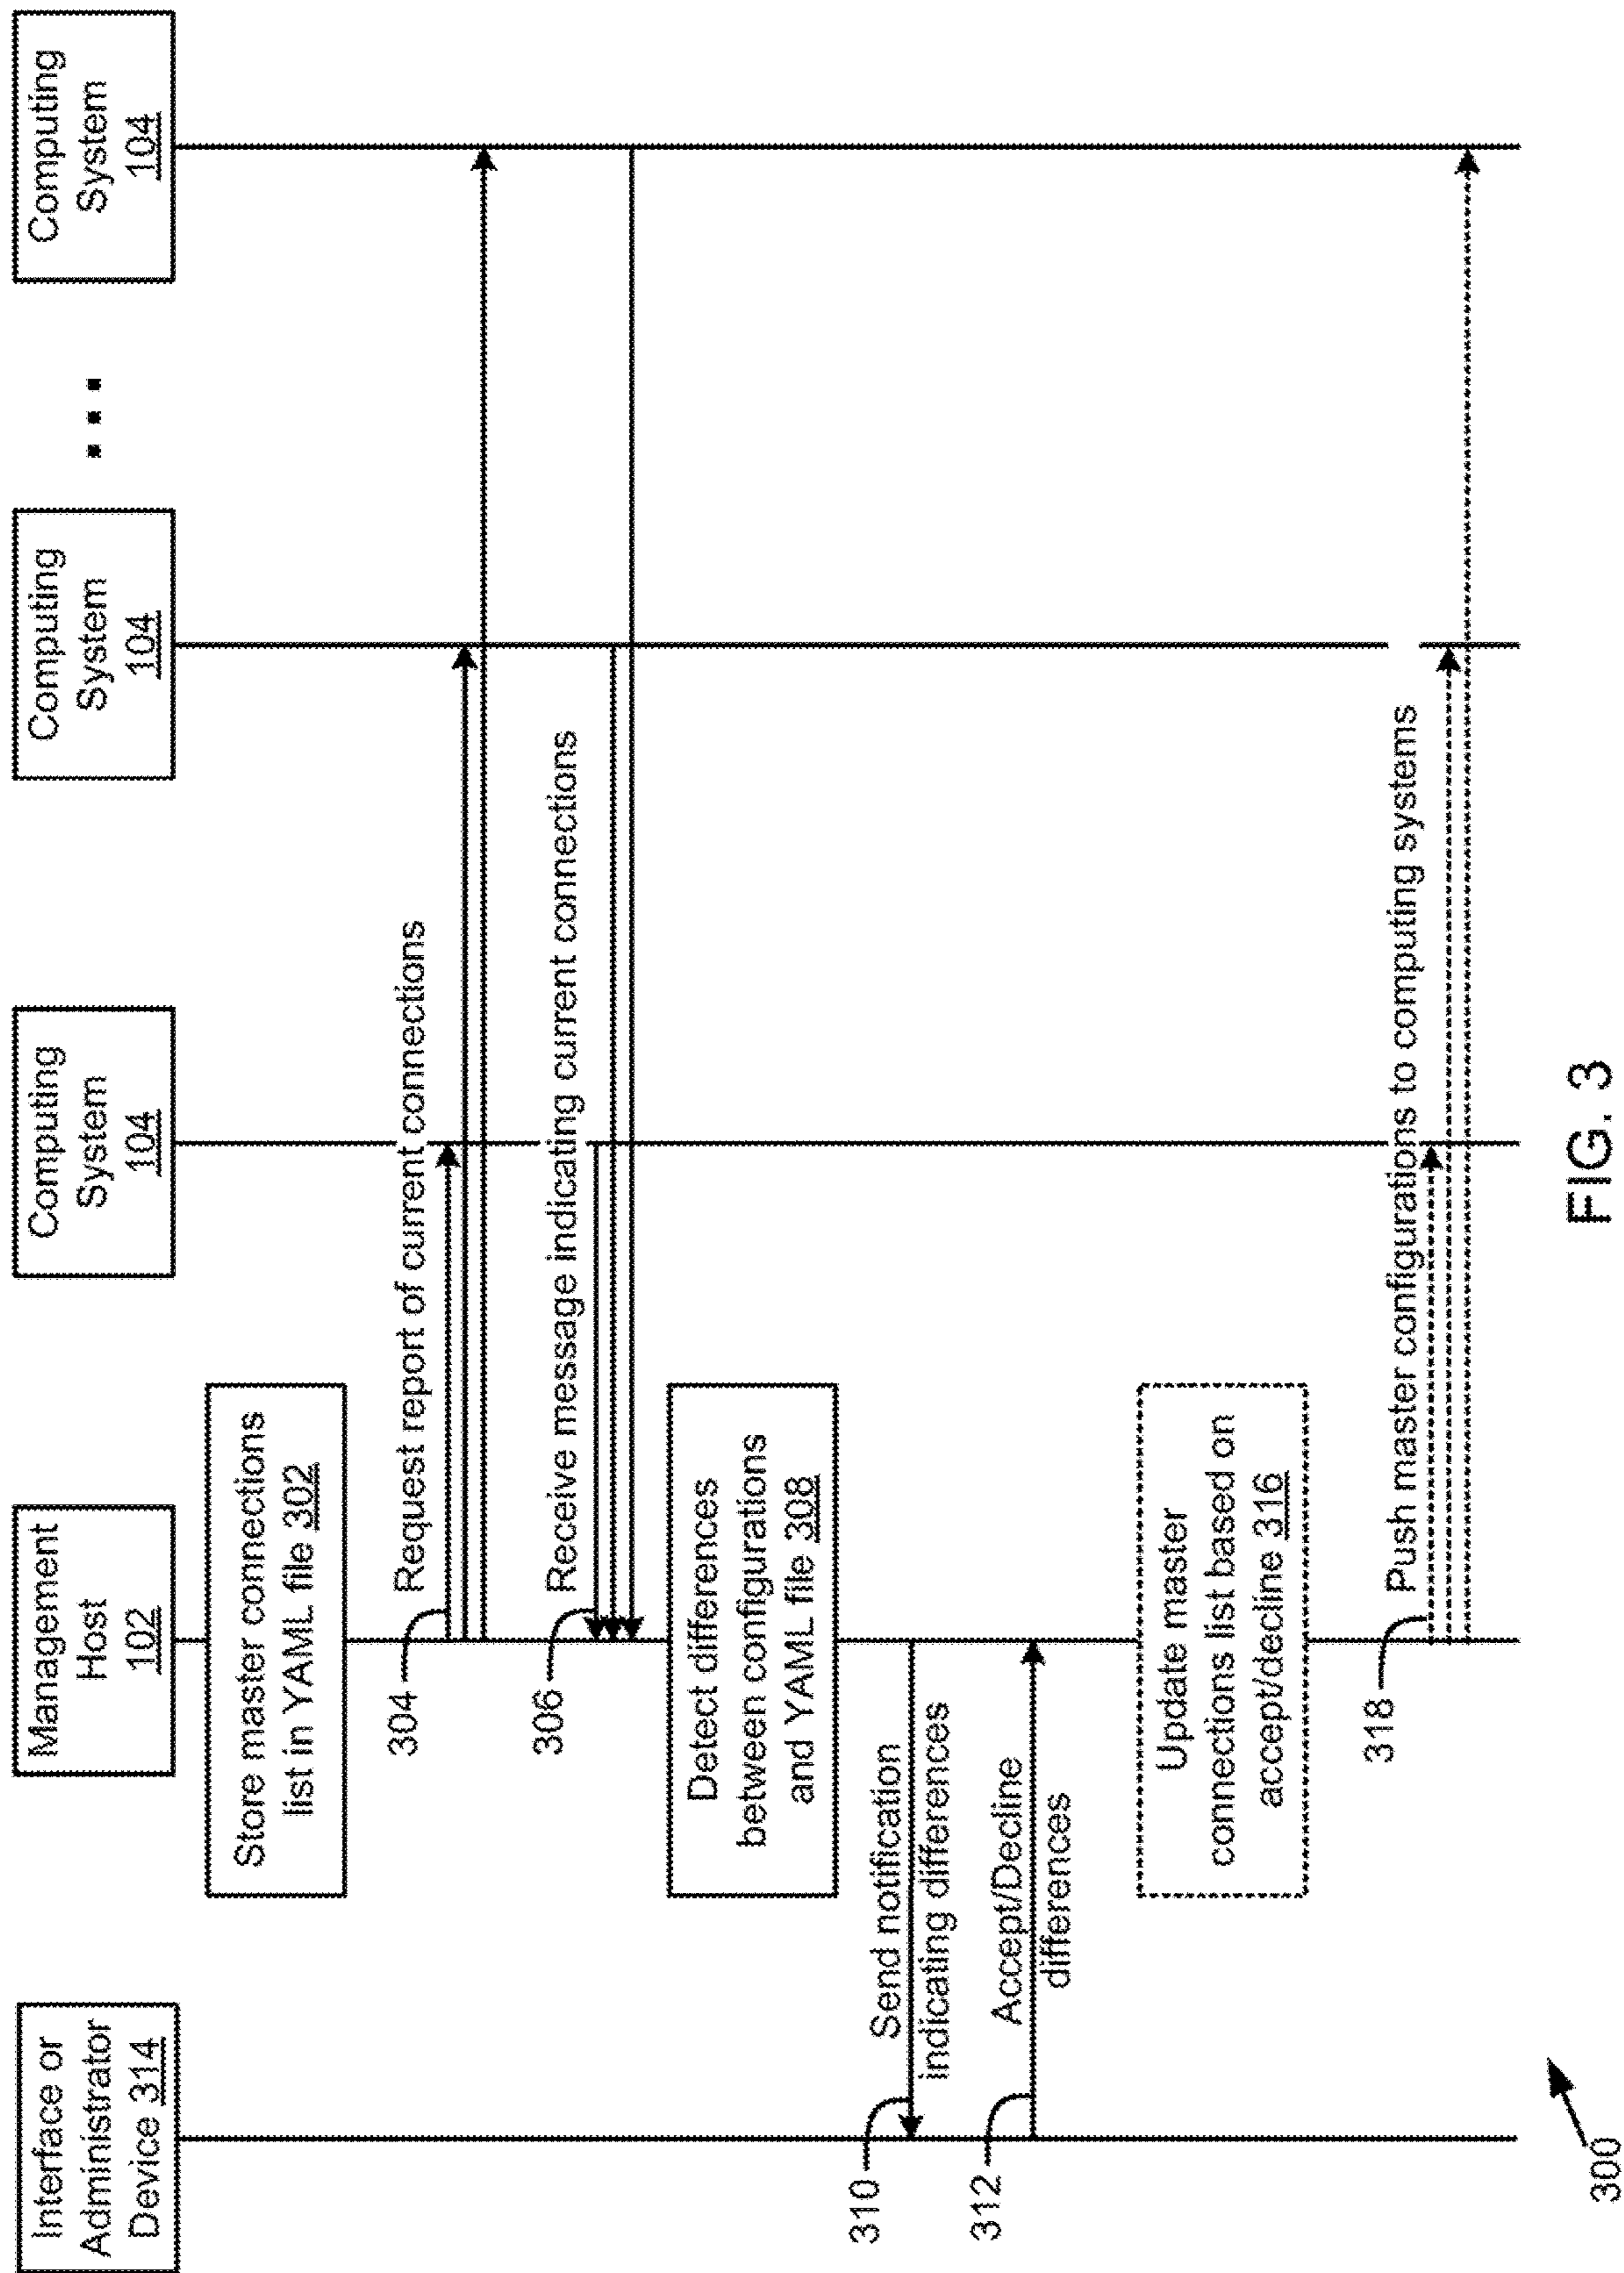 Interface or
Administrator
Device 314
Management
Host
102
Computing
System
104
Computing
System
104
...
Computing
System
104
Store master connections
list in YAML file 302
Request report of current connections
304
Receive message indicating current connections
306
Detect differences
between configurations
and YAML file 308
Send notification
indicating differences
310
Accept/Decline
differences
312
Update master
connections list based on
accept/decline 316
Push master configurations to computing systems
318
300
FIG. 3